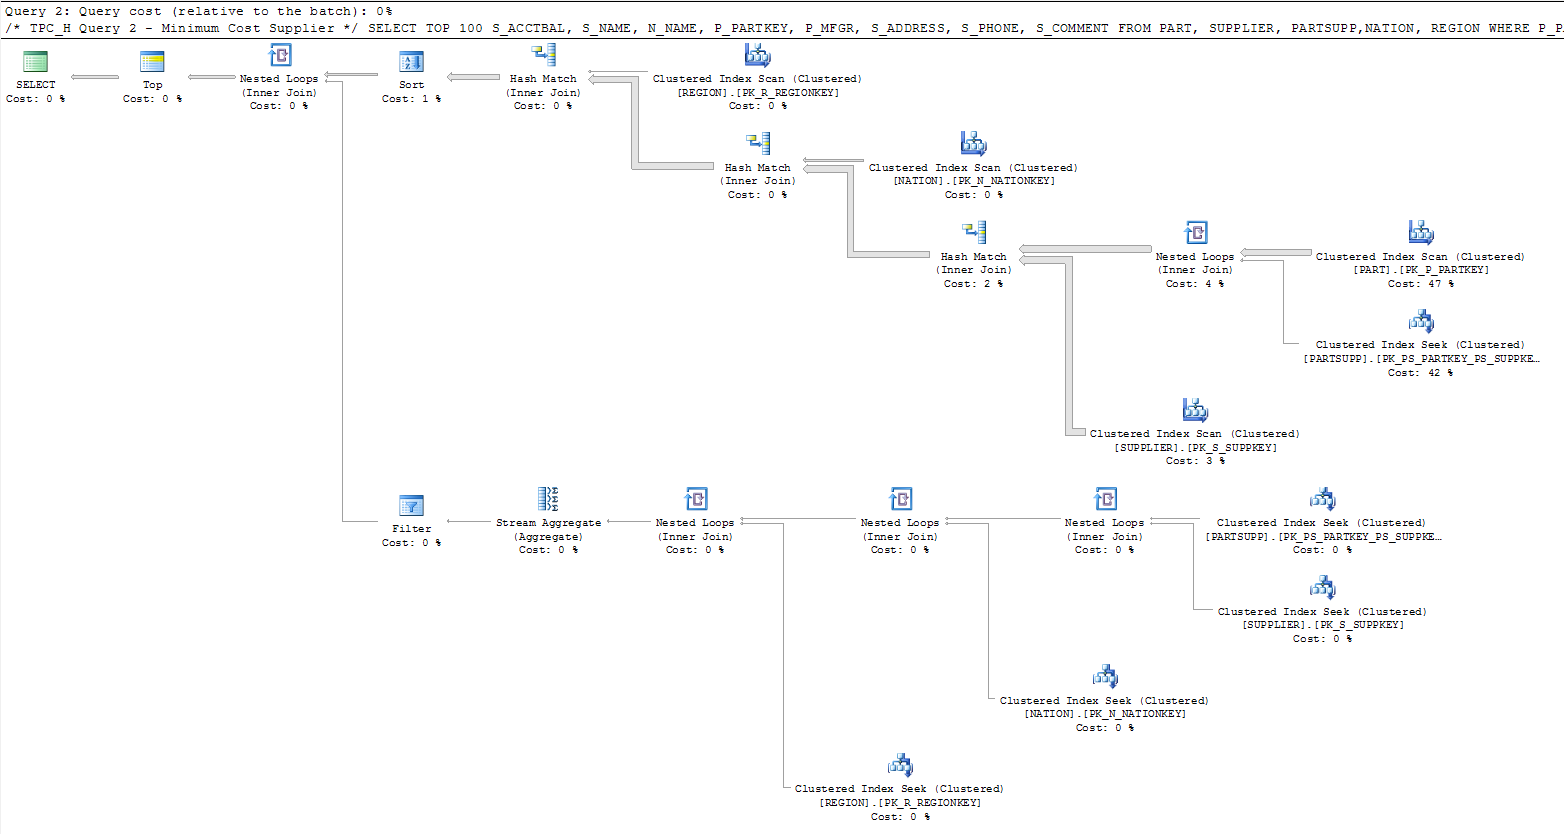 Query 2: Query cost (relative to the batch): 0%
/* TPC_H Query 2 - Minimum Cost Supplier */ SELECT TOP 100 S_ACCTBAL, S_NAME, N_NAME, P_PARTKEY, P_MFGR, S_ADDRESS, S_PHONE, S_COMMENT FROM PART, SUPPLIER, PARTSUPP,NATION, REGION WHERE P_P
SELECT
Cost: 0 %
Top
Cost: 0 %
Nested Loops
(Inner Join)
Cost: 0 %
Sort
Cost: 1 %
Hash Match
(Inner Join)
Cost: 0 %
Clustered Index Scan (Clustered)
[REGION].[PK_R_REGIONKEY]
Cost: 0 %
Hash Match
(Inner Join)
Cost: 0 %
Clustered Index Scan (Clustered)
[NATION].[PK_N_NATIONKEY]
Cost: 0 %
Hash Match
(Inner Join)
Cost: 2 %
Nested Loops
(Inner Join)
Cost: 4 %
Clustered Index Scan (Clustered)
[PART].[PK_P_PARTKEY]
Cost: 47 %
Clustered Index Seek (Clustered)
[PARTSUPP].[PK_PS_PARTKEY_PS_SUPPKE…
Cost: 42 %
Clustered Index Scan (Clustered)
[SUPPLIER].[PK_S_SUPPKEY]
Cost: 3 %
Filter
Cost: 0 %
Stream Aggregate
(Aggregate)
Cost: 0 %
Nested Loops
(Inner Join)
Cost: 0 %
Nested Loops
(Inner Join)
Cost: 0 %
Nested Loops
(Inner Join)
Cost: 0 %
Clustered Index Seek (Clustered)
[PARTSUPP].[PK_PS_PARTKEY_PS_SUPPKE…
Cost: 0 %
Clustered Index Seek (Clustered)
[SUPPLIER].[PK_S_SUPPKEY]
Cost: 0 %
Clustered Index Seek (Clustered)
[NATION].[PK_N_NATIONKEY]
Cost: 0 %
Clustered Index Seek (Clustered)
[REGION].[PK_R_REGIONKEY]
Cost: 0 %